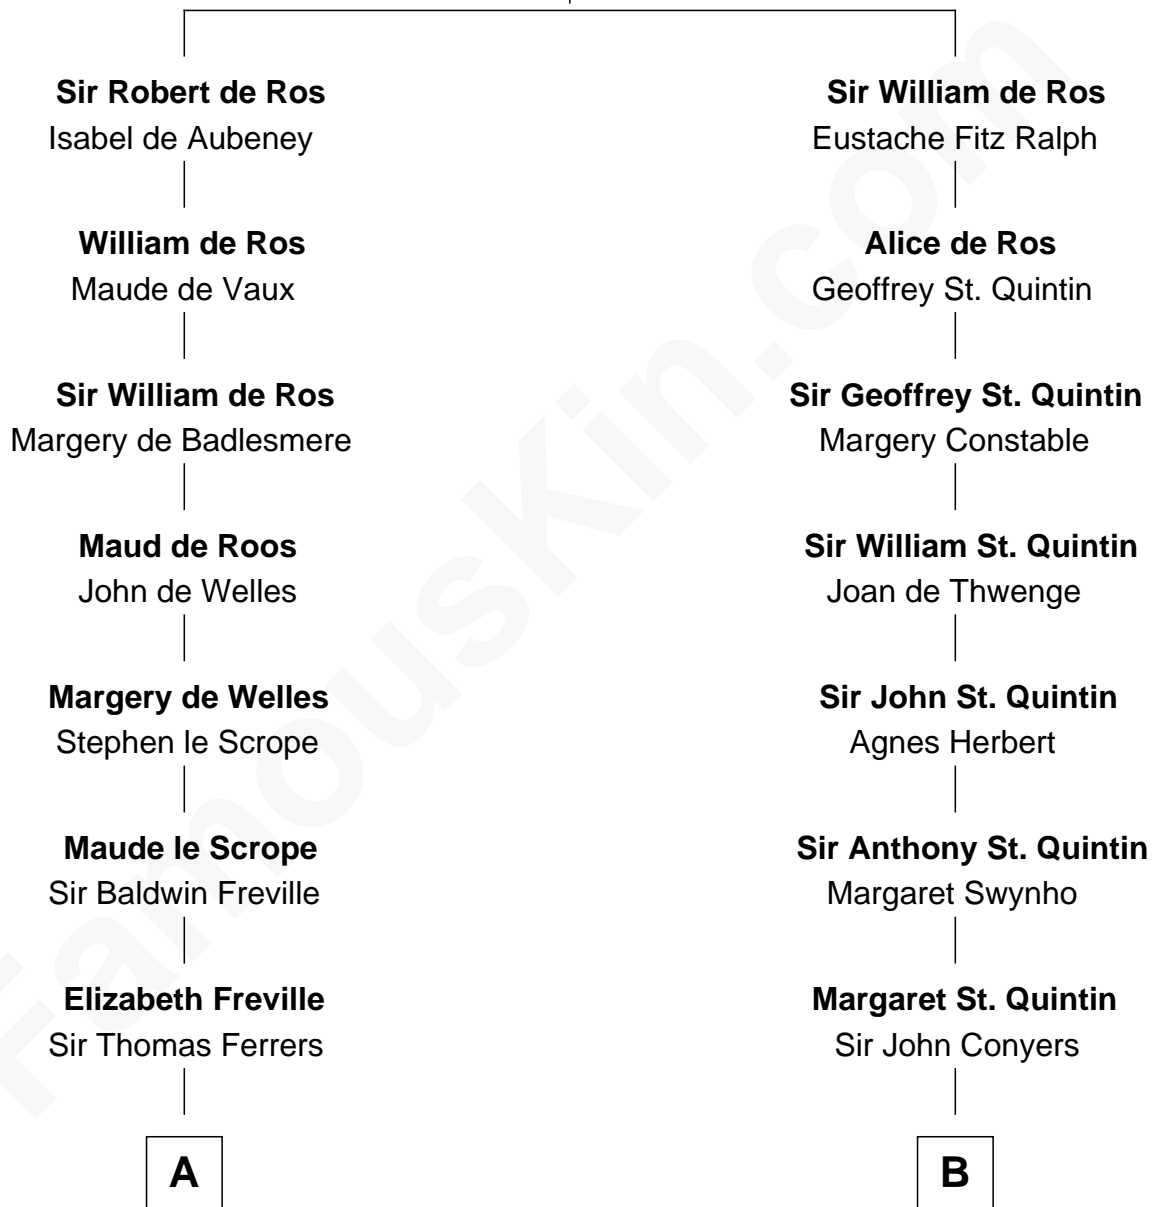 Sir Robert de Ros
Isabel de Aubeney
William de Ros
Maude de Vaux
Sir William de Ros
Margery de Badlesmere
Maud de Roos
John de Welles
Margery de Welles
Stephen le Scrope
Maude le Scrope
Sir Baldwin Freville
Elizabeth Freville
Sir Thomas Ferrers
A
Sir William de Ros
Eustache Fitz Ralph
Alice de Ros
Geoffrey St. Quintin
Sir Geoffrey St. Quintin
Margery Constable
Sir William St. Quintin
Joan de Thwenge
Sir John St. Quintin
Agnes Herbert
Sir Anthony St. Quintin
Margaret Swynho
Margaret St. Quintin
Sir John Conyers
B
FamousKin.com